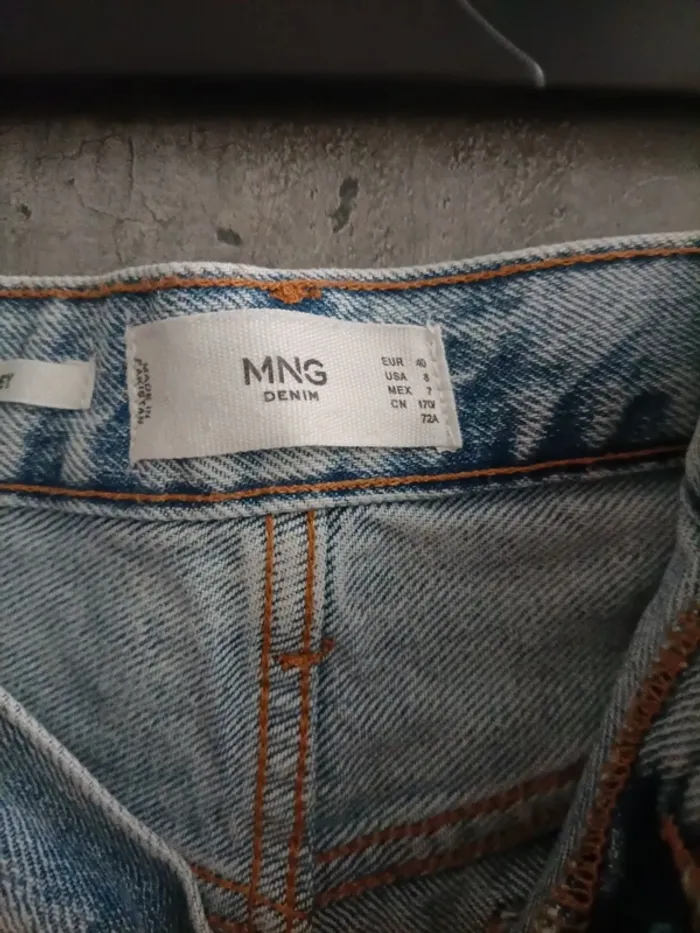 MNG
DENIM
EUR 40
USA 8
MEX 7
CN 170/
72A
MADE IN
PAKISTAN